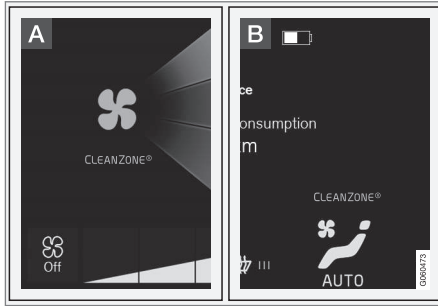 A
CLEANZONE®
Off
B
ce
onsumption
m
CLEANZONE®
AUTO
G060473